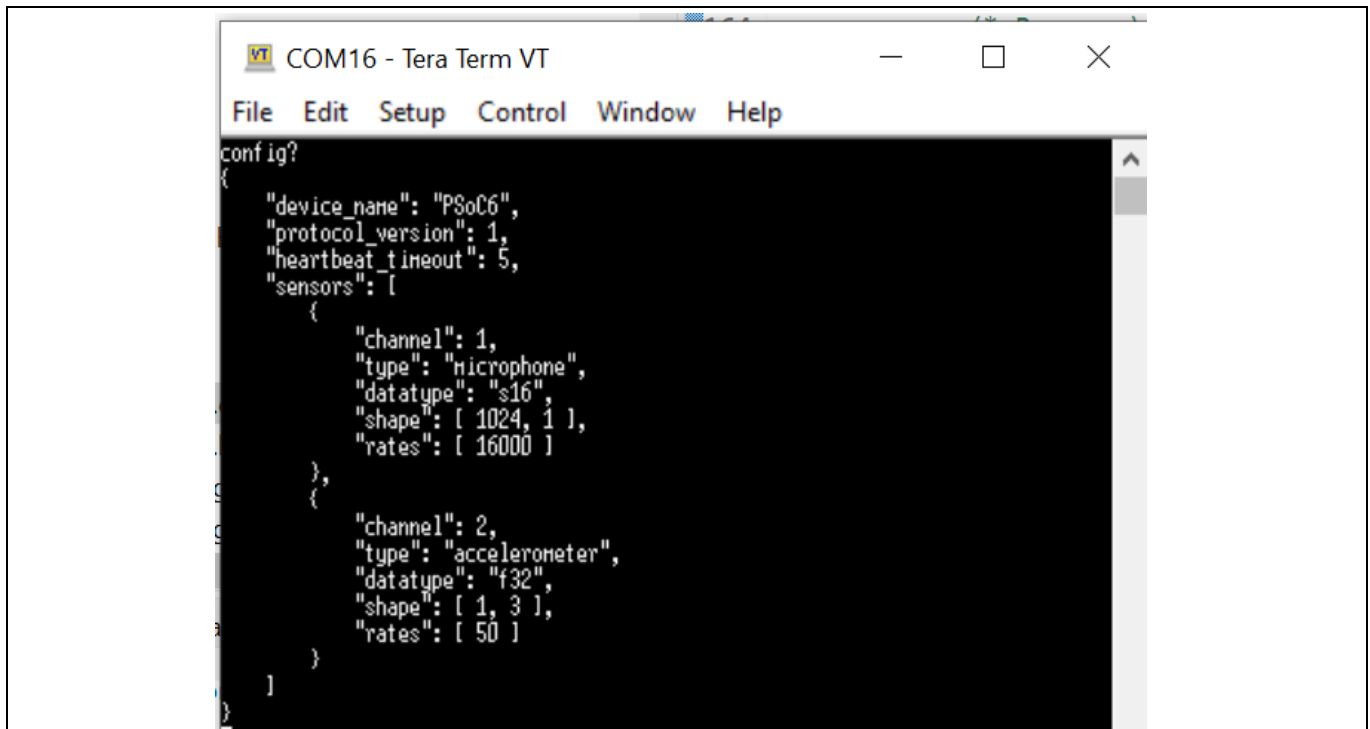 COM16 - Tera Term VT
File Edit Setup Control Window Help
config?
{
    "device_name": "PSoC6",
    "protocol_version": 1,
    "heartbeat_timeout": 5,
    "sensors": [
        {
            "channel": 1,
            "type": "microphone",
            "datatype": "s16",
            "shape": [ 1024, 1 ],
            "rates": [ 16000 ]
        },
        {
            "channel": 2,
            "type": "accelerometer",
            "datatype": "f32",
            "shape": [ 1, 3 ],
            "rates": [ 50 ]
        }
    ]
}